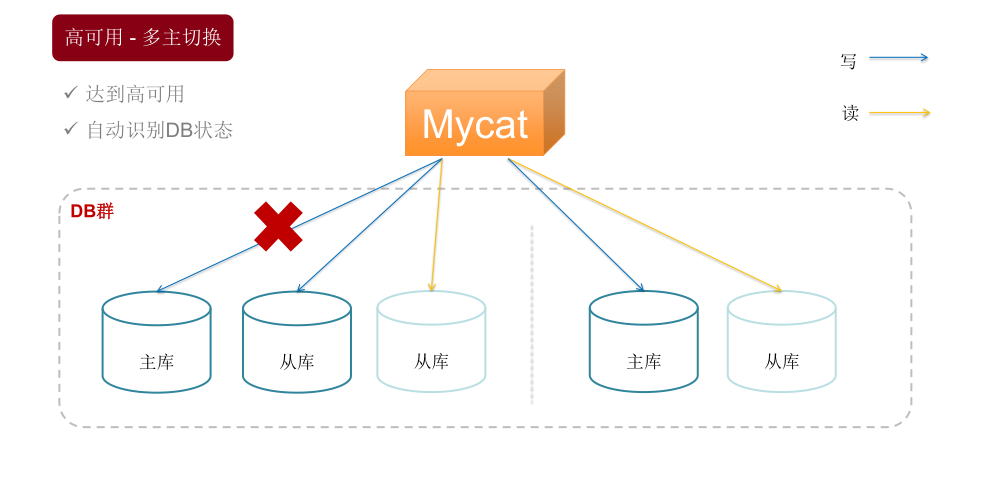 高可用 - 多主切换
达到高可用
自动识别DB状态
Mycat
写
读
DB群
主库
从库
从库
主库
从库